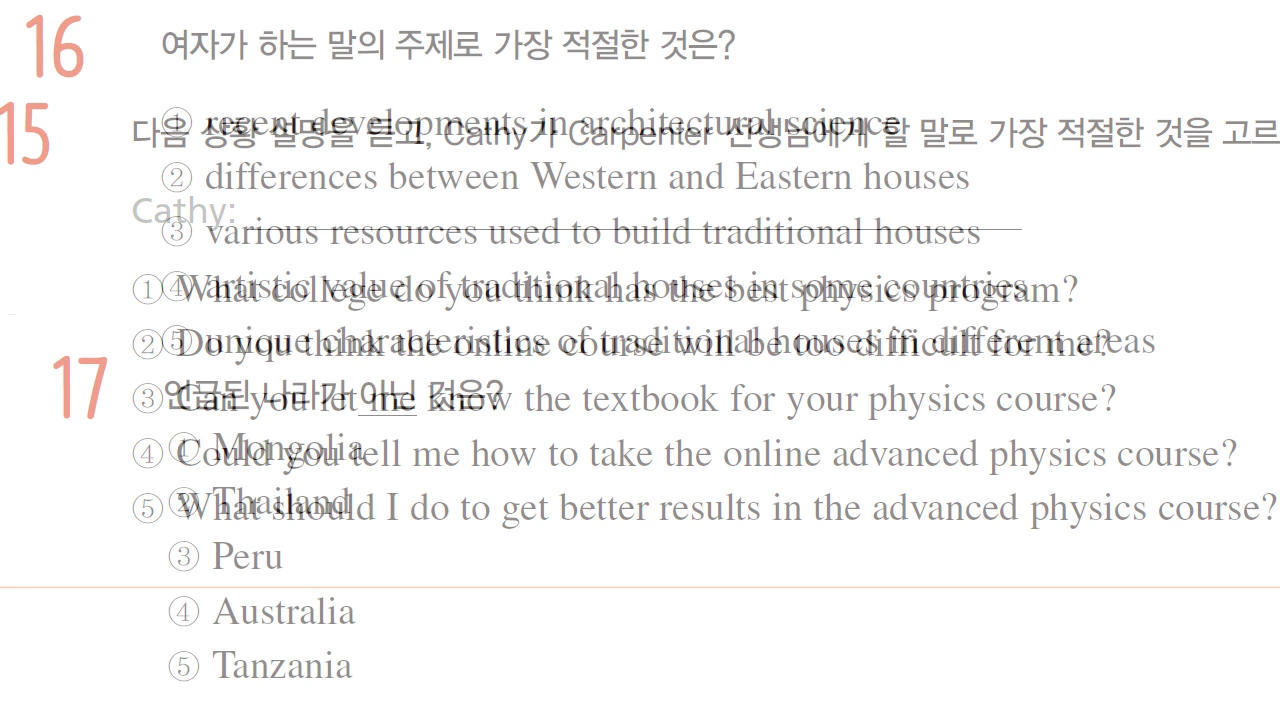 16 여자가 하는 말의 주제로 가장 적절한 것은?
① recent developments in architectural science
② differences between Western and Eastern houses
③ various resources used to build traditional houses
④ artistic value of traditional houses in some countries
⑤ unique characteristics of traditional houses in different areas
17 언급된 나라가 아닌 것은?
① Mongolia
② Thailand
③ Peru
④ Australia
⑤ Tanzania
15 다음 상황 설명을 듣고, Cathy가 Carpenter 선생님에게 할 말로 가장 적절한 것을 고르
Cathy:
① What college do you think has the best physics program?
② Do you think the online course will be too difficult for me?
③ Can you let me know the textbook for your physics course?
④ Could you tell me how to take the online advanced physics course?
⑤ What should I do to get better results in the advanced physics course?